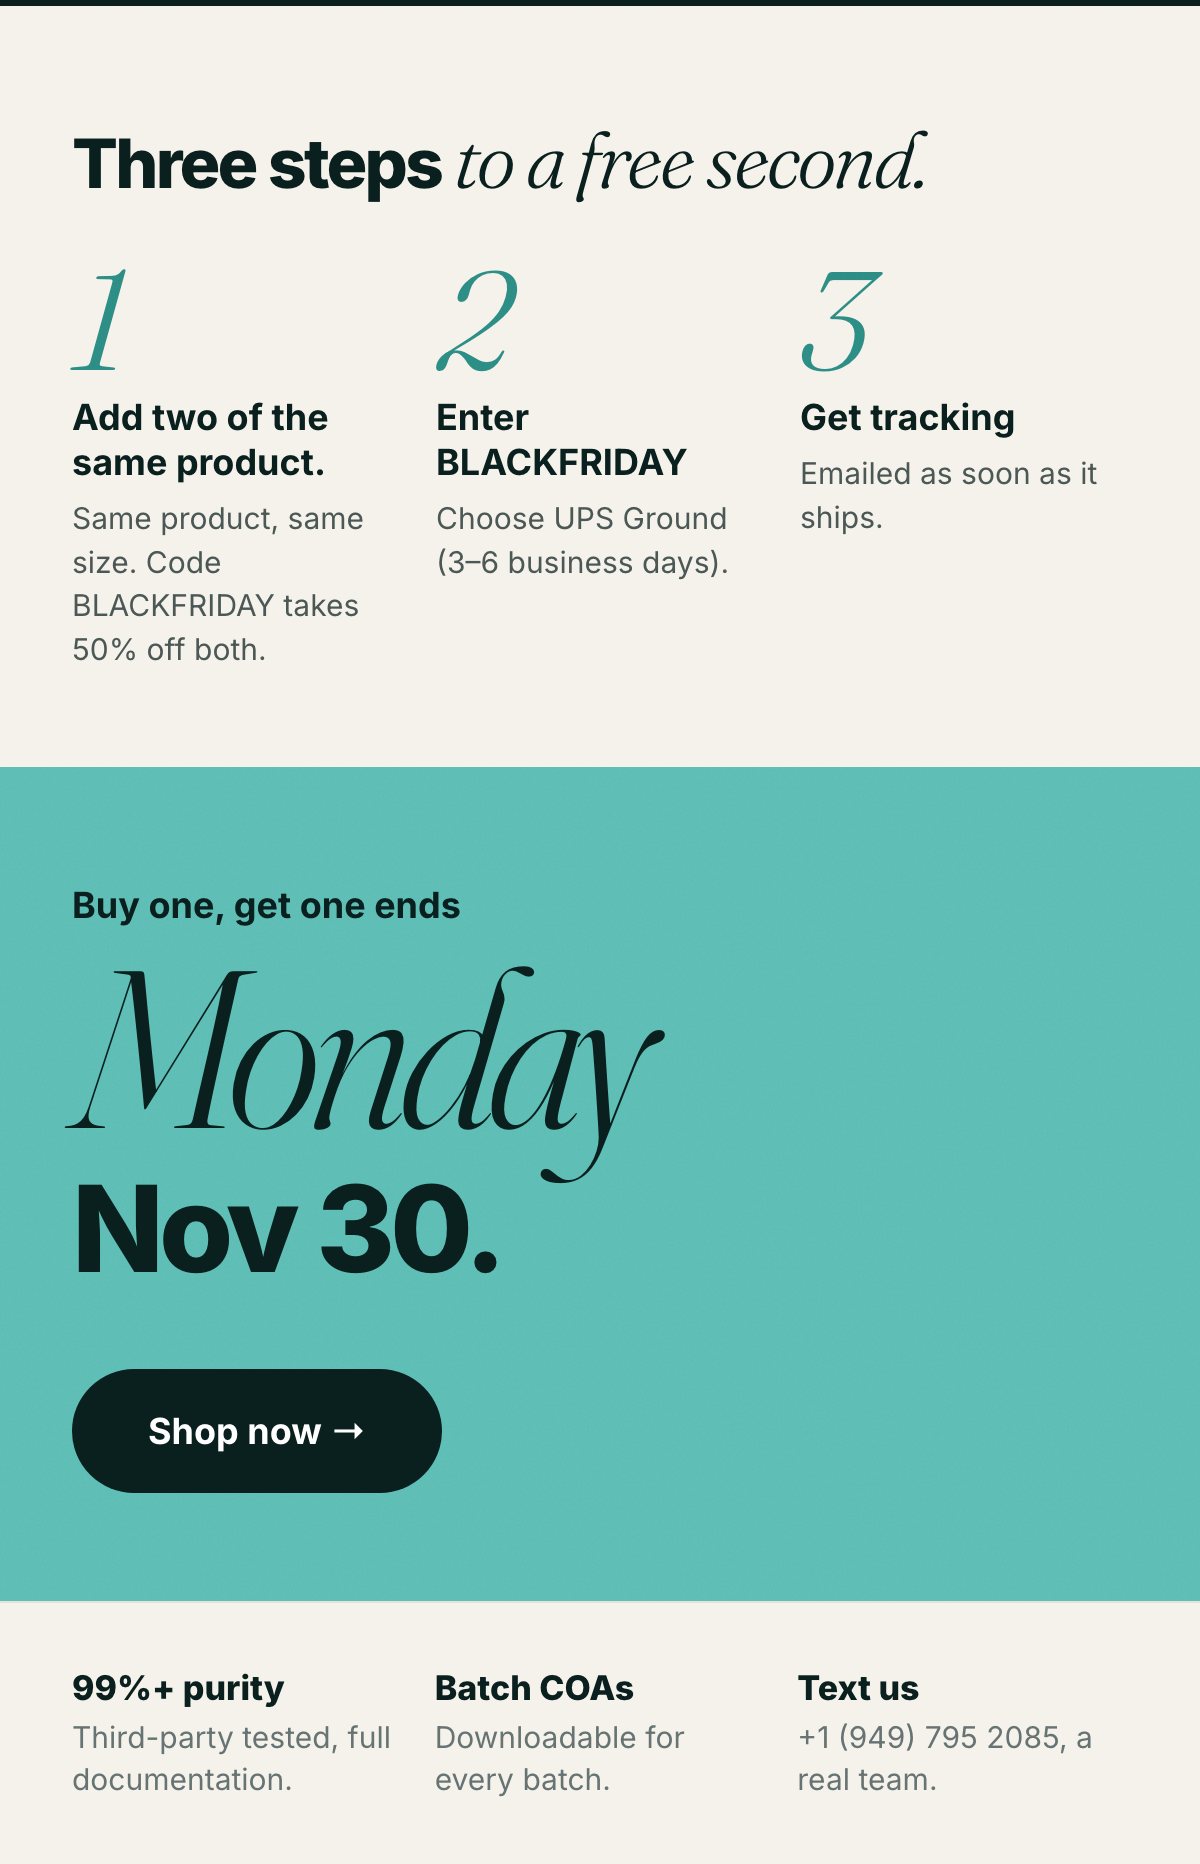 Three steps to a free second.
1
Add two of the
same product.
Same product, same
size. Code
BLACKFRIDAY takes
50% off both.
2
Enter
BLACKFRIDAY
Choose UPS Ground
(3–6 business days).
3
Get tracking
Emailed as soon as it
ships.
Buy one, get one ends
Monday
Nov 30.
Shop now →
99%+ purity
Third-party tested, full
documentation.
Batch COAs
Downloadable for
every batch.
Text us
+1 (949) 795 2085, a
real team.